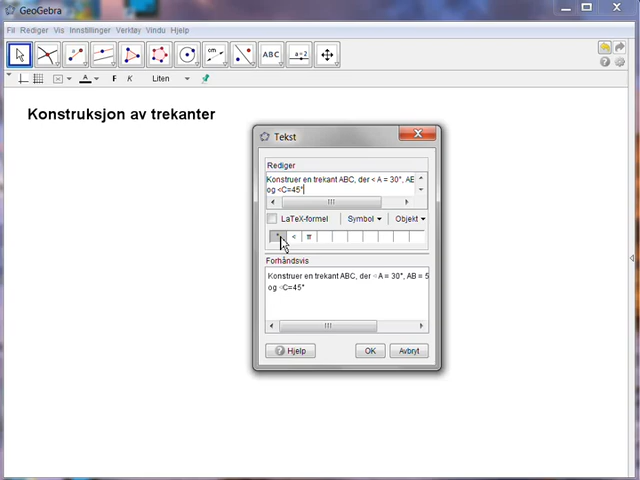 GeoGebra
Fil Rediger Vis Innstillinger Verktøy Vindu Hjelp
cm ABC a=2
A F K Liten
Konstruksjon av trekanter
Tekst
Rediger
Konstruer en trekant ABC, der < A = 30°, AB
og <C=45°
LaTeX-formel Symbol Objekt
° < π
Forhåndsvis
Konstruer en trekant ABC, der < A = 30°, AB = 5
og <C=45°
Hjelp OK Avbryt